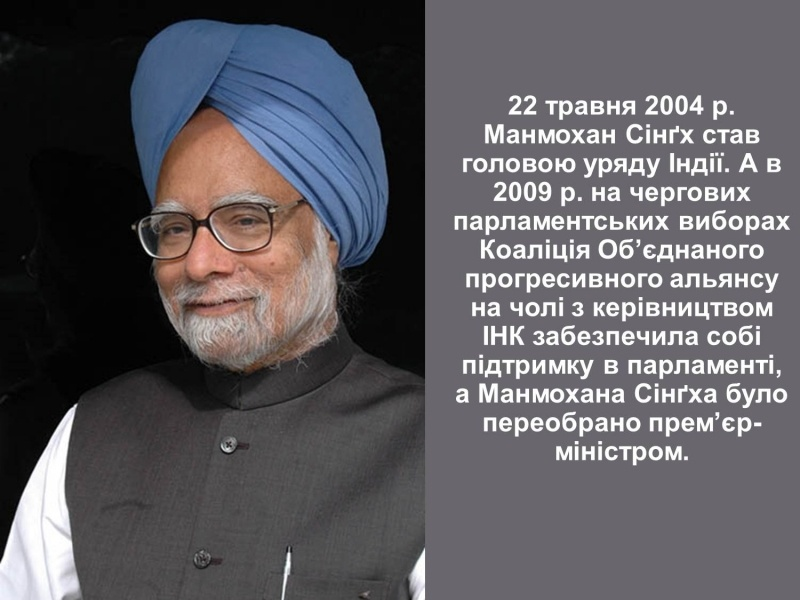 22 травня 2004 р.
Манмохан Сінґх став
головою уряду Індії. А в
2009 р. на чергових
парламентських виборах
Коаліція Об’єднаного
прогресивного альянсу
на чолі з керівництвом
ІНК забезпечила собі
підтримку в парламенті,
а Манмохана Сінґха було
переобрано прем’єр-
міністром.